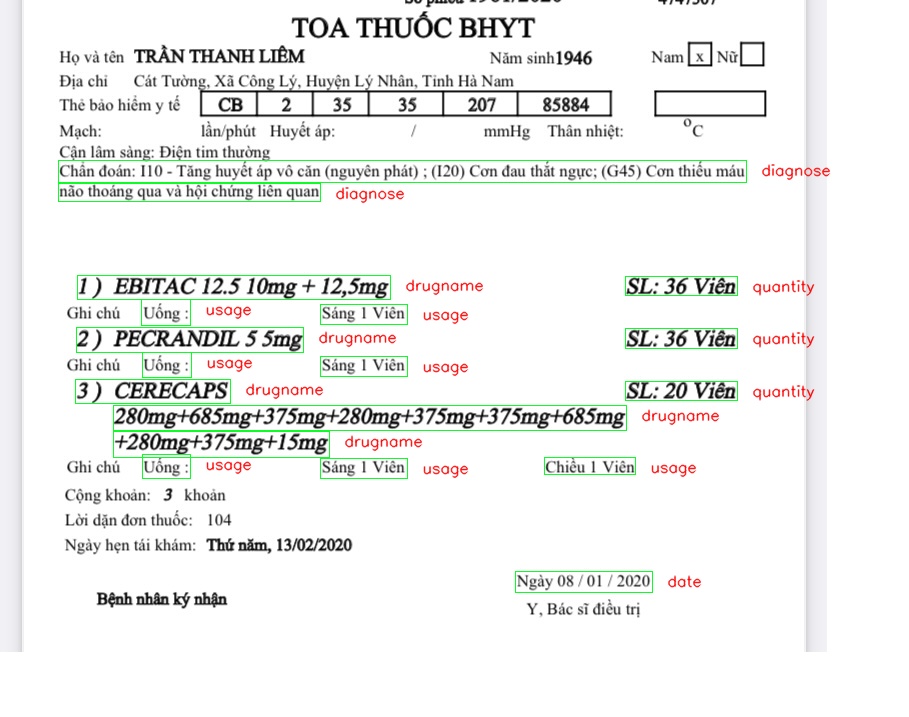 TOA THUỐC BHYT
Họ và tên TRẦN THANH LIÊM Năm sinh 1946 Nam x Nữ
Địa chỉ Cát Tường, Xã Công Lý, Huyện Lý Nhân, Tỉnh Hà Nam
Thẻ bảo hiểm y tế CB 2 35 35 207 85884
Mạch: lần/phút Huyết áp: / mmHg Thân nhiệt: °C
Cận lâm sàng: Điện tim thường
Chẩn đoán: I10 - Tăng huyết áp vô căn (nguyên phát) ; (I20) Cơn đau thắt ngực; (G45) Cơn thiếu máu diagnose
não thoáng qua và hội chứng liên quan diagnose
1 ) EBITAC 12.5 10mg + 12,5mg drugname SL: 36 Viên quantity
Ghi chú Uống : usage Sáng 1 Viên usage
2 ) PECRANDIL 5 5mg drugname SL: 36 Viên quantity
Ghi chú Uống : usage Sáng 1 Viên usage
3 ) CERECAPS drugname SL: 20 Viên quantity
280mg+685mg+375mg+280mg+375mg+375mg+685mg drugname
+280mg+375mg+15mg drugname
Ghi chú Uống : usage Sáng 1 Viên usage Chiều 1 Viên usage
Cộng khoản: 3 khoản
Lời dặn đơn thuốc: 104
Ngày hẹn tái khám: Thứ năm, 13/02/2020
Ngày 08 / 01 / 2020 date
Bệnh nhân ký nhận
Y, Bác sĩ điều trị